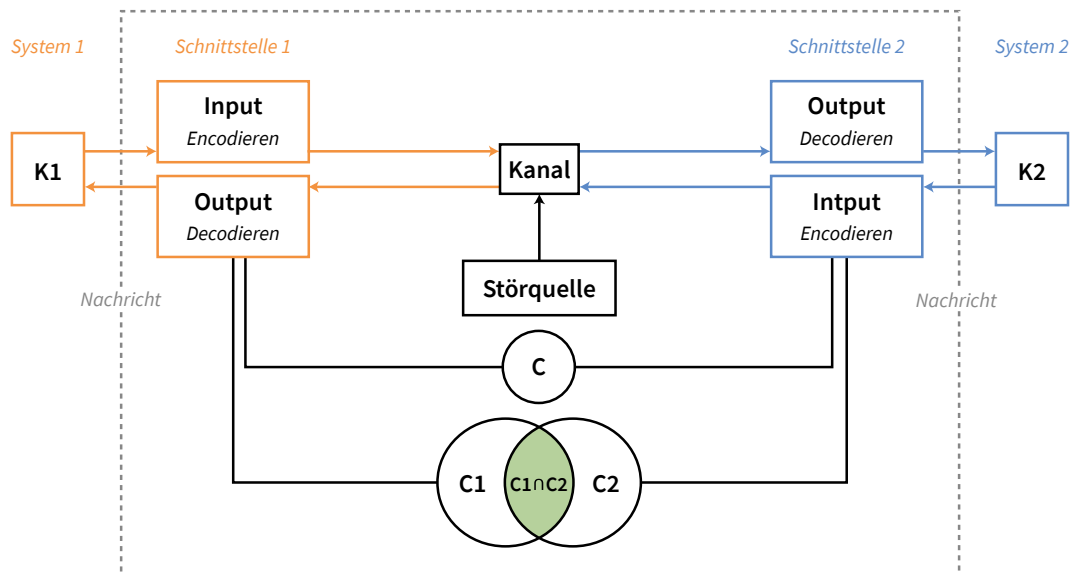 System 1
Schnittstelle 1
Schnittstelle 2
System 2
Input
Encodieren
Output
Decodieren
K1
Kanal
K2
Output
Decodieren
Intput
Encodieren
Störquelle
Nachricht
Nachricht
C
C1
C1∩C2
C2